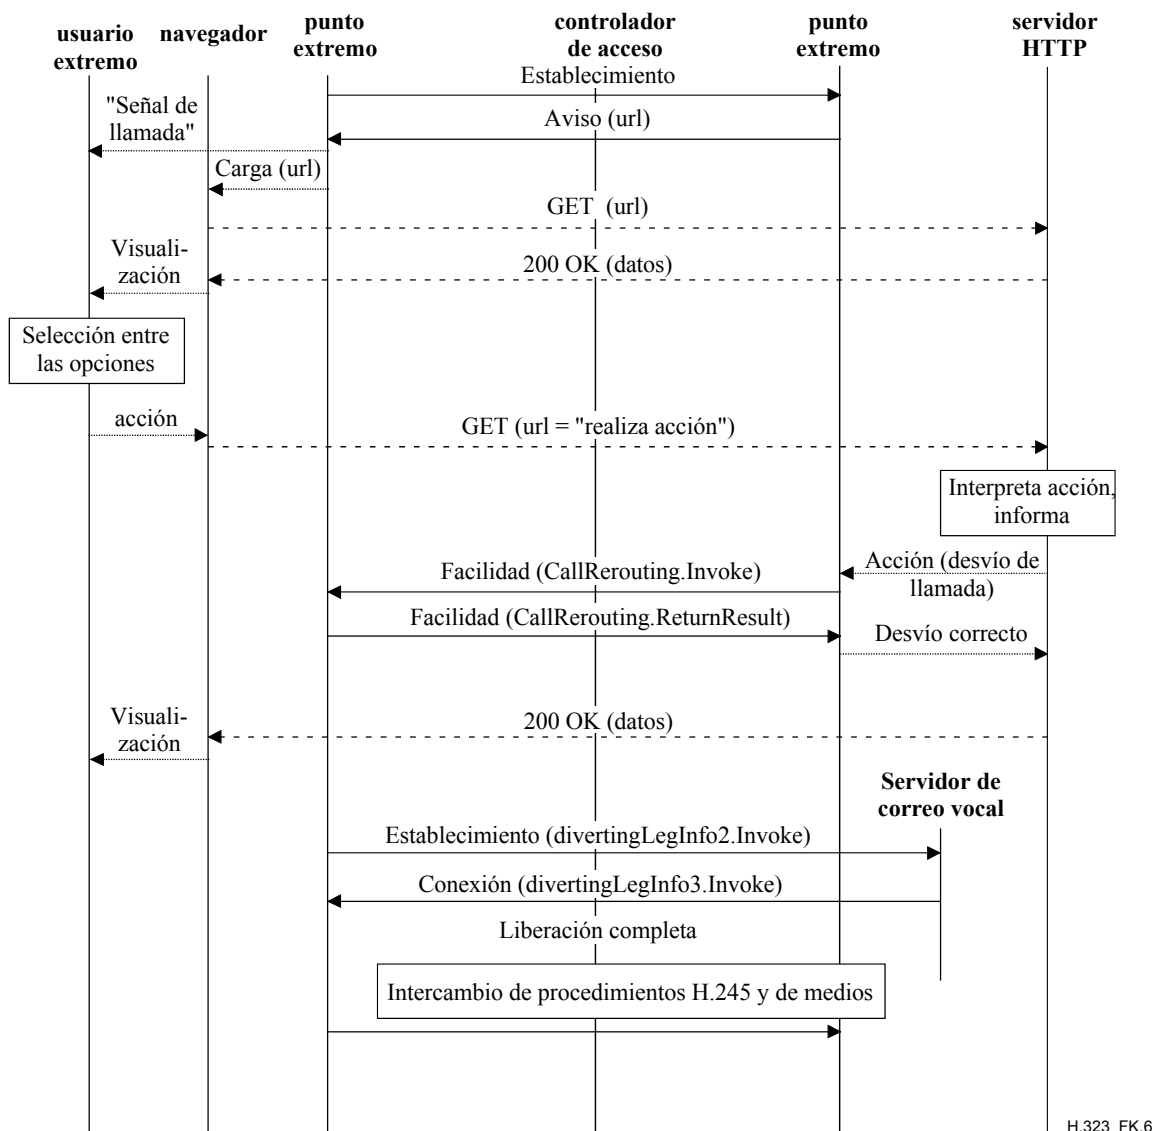 usuario
extremo
navegador
punto
extremo
controlador
de acceso
punto
extremo
servidor
HTTP
Establecimiento
"Señal de
llamada"
Aviso (url)
Carga (url)
GET (url)
Visuali-
zación
200 OK (datos)
Selección entre
las opciones
acción
GET (url = "realiza acción")
Interpreta acción,
informa
Acción (desvío de
llamada)
Facilidad (CallRerouting.Invoke)
Facilidad (CallRerouting.ReturnResult)
Desvío correcto
Visuali-
zación
200 OK (datos)
Servidor de
correo vocal
Establecimiento (divertingLegInfo2.Invoke)
Conexión (divertingLegInfo3.Invoke)
Liberación completa
Intercambio de procedimientos H.245 y de medios
H.323_FK.6